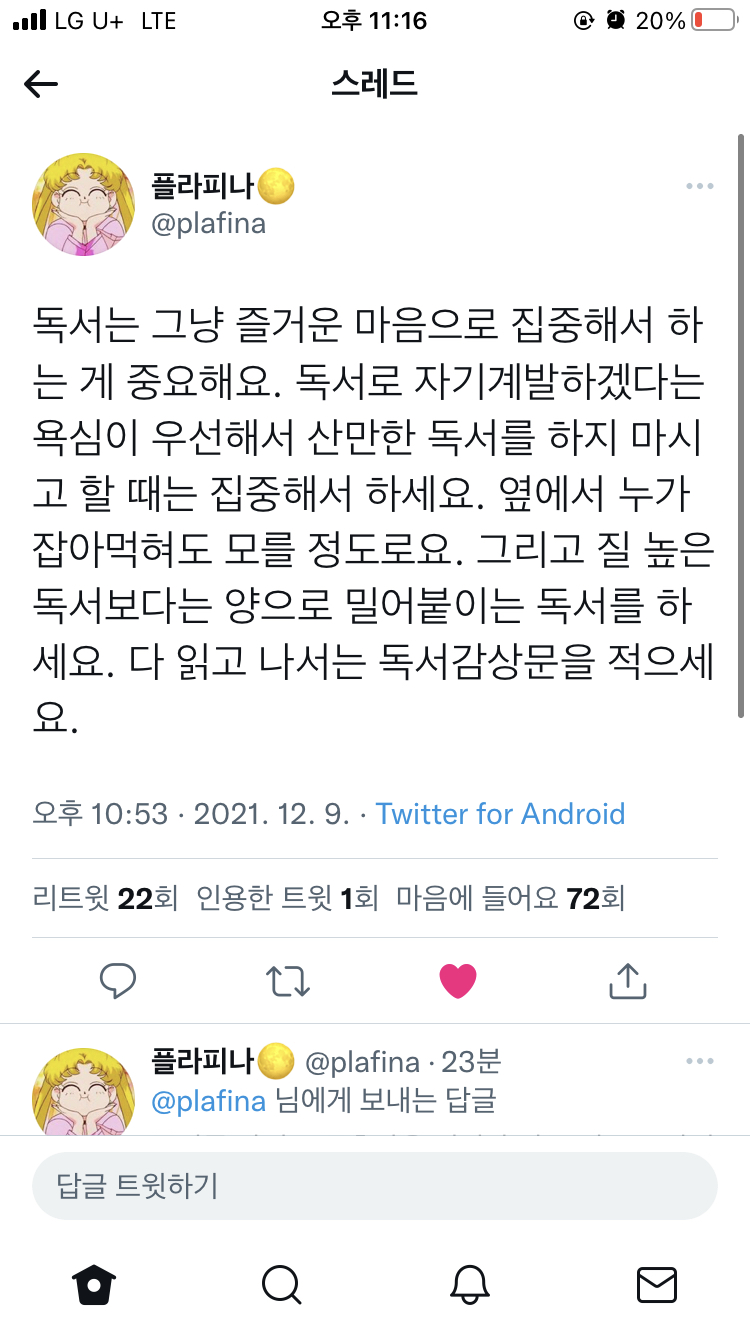 LG U+ LTE 오후 11:16 20%
스레드
플라피나
@plafina
독서는 그냥 즐거운 마음으로 집중해서 하
는 게 중요해요. 독서로 자기계발하겠다는
욕심이 우선해서 산만한 독서를 하지 마시
고 할 때는 집중해서 하세요. 옆에서 누가
잡아먹혀도 모를 정도로요. 그리고 질 높은
독서보다는 양으로 밀어붙이는 독서를 하
세요. 다 읽고 나서는 독서감상문을 적으세
요.
오후 10:53 · 2021. 12. 9. · Twitter for Android
리트윗 22회 인용한 트윗 1회 마음에 들어요 72회
플라피나 @plafina · 23분
@plafina 님에게 보내는 답글
답글 트윗하기